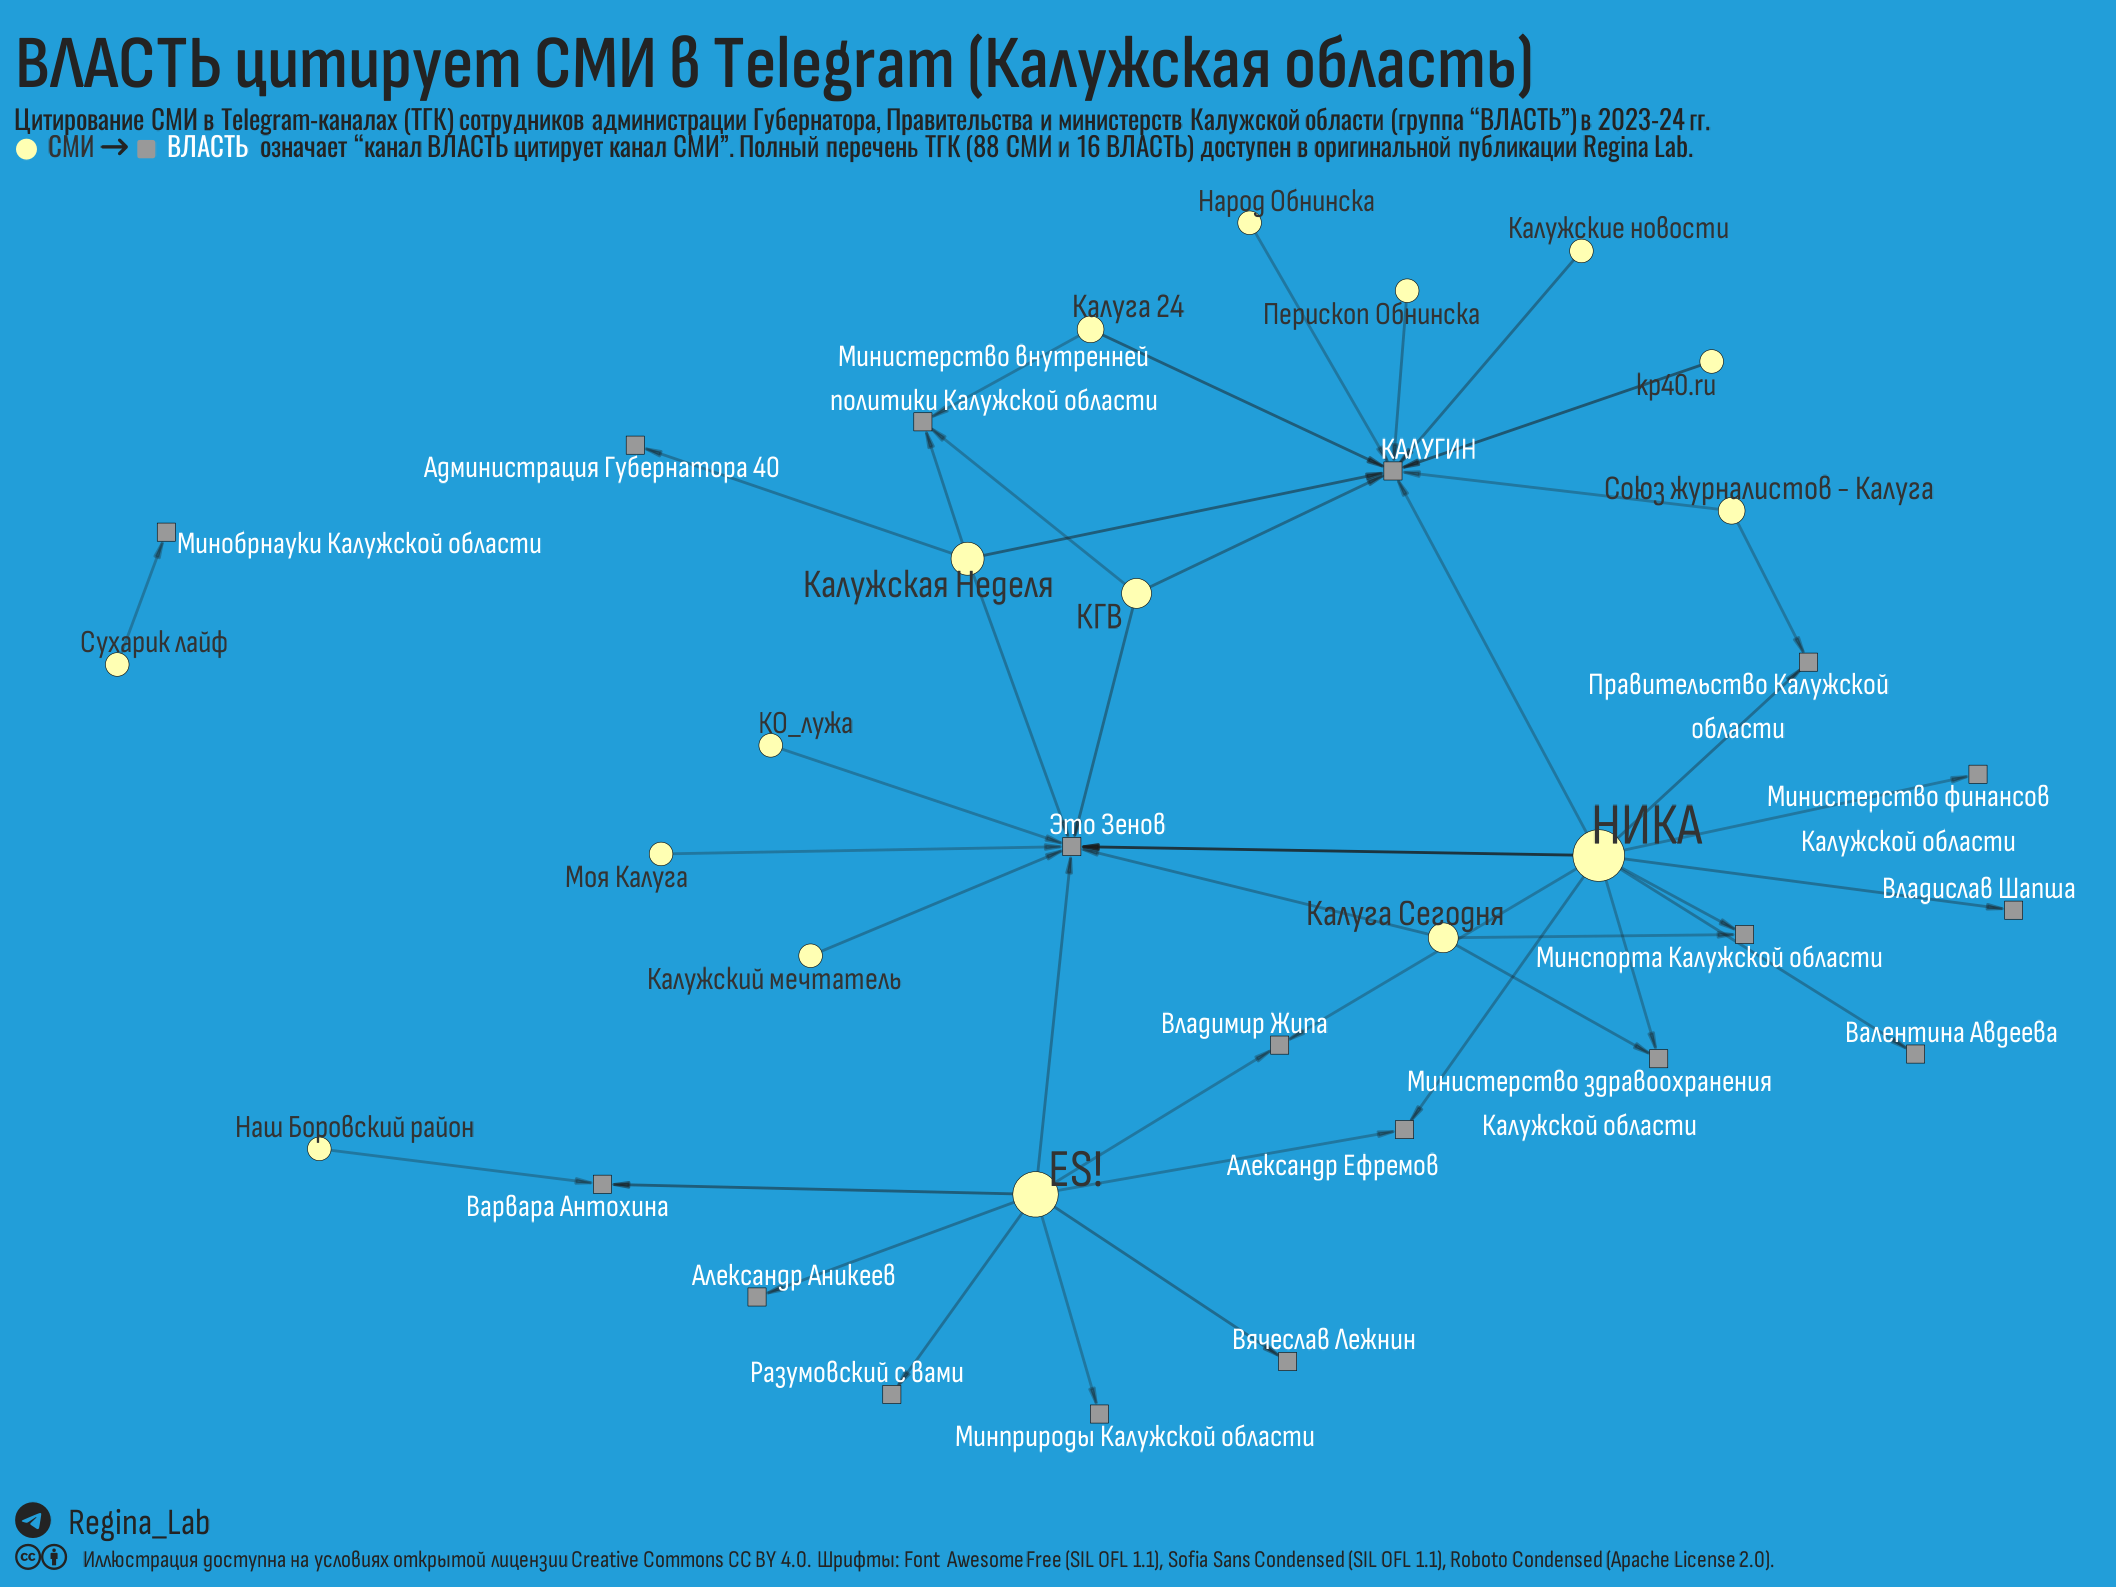 ВЛАСТЬ цитирует СМИ в Telegram (Калужская область)
Цитирование СМИ в Telegram-каналах (ТГК) сотрудников администрации Губернатора, Правительства и министерств Калужской области (группа “ВЛАСТЬ”) в 2023-24 гг.
СМИ → ВЛАСТЬ означает “канал ВЛАСТЬ цитирует канал СМИ”. Полный перечень ТГК (88 СМИ и 16 ВЛАСТЬ) доступен в оригинальной публикации Regina Lab.
Народ Обнинска
Калужские новости
Калуга 24
Перископ Обнинска
Министерство внутренней
политики Калужской области
kp40.ru
КАЛУГИН
Администрация Губернатора 40
Союз журналистов - Калуга
Минобрнауки Калужской области
Калужская Неделя
КГВ
Сухарик лайф
Правительство Калужской
области
КО_лужа
Министерство финансов
Калужской области
Это Зенов
НИКА
Моя Калуга
Владислав Шапша
Калуга Сегодня
Минспорта Калужской области
Калужский мечтатель
Владимир Жипа
Валентина Авдеева
Министерство здравоохранения
Калужской области
Наш Боровский район
Александр Ефремов
ES!
Варвара Антохина
Александр Аникеев
Вячеслав Лежнин
Разумовский с вами
Минприроды Калужской области
Regina_Lab
cc Иллюстрация доступна на условиях открытой лицензии Creative Commons CC BY 4.0. Шрифты: Font Awesome Free (SIL OFL 1.1), Sofia Sans Condensed (SIL OFL 1.1), Roboto Condensed (Apache License 2.0).